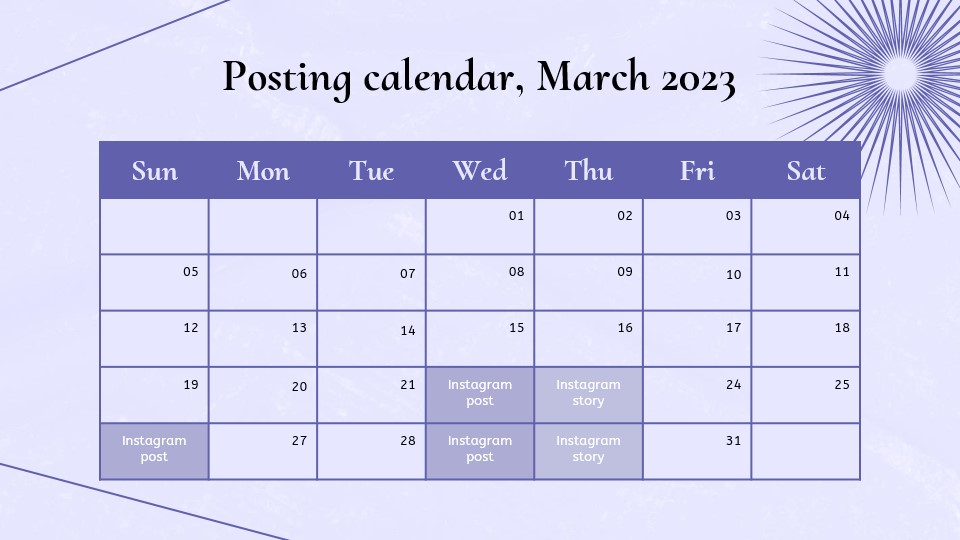 Posting calendar, March 2023
Sun Mon Tue Wed Thu Fri Sat
01 02 03 04
05 06 07 08 09 10 11
12 13 14 15 16 17 18
19 20 21 Instagram post Instagram story 24 25
Instagram post 27 28 Instagram post Instagram story 31